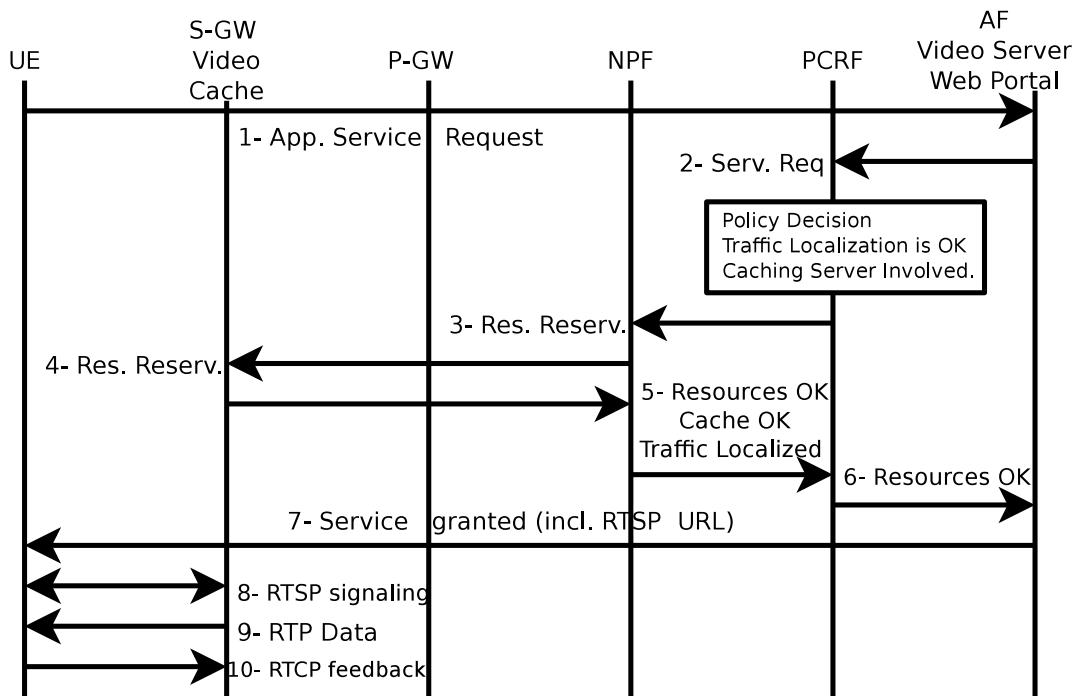 UE
S-GW
Video
Cache
P-GW
NPF
PCRF
AF
Video Server
Web Portal
1- App. Service Request
2- Serv. Req
Policy Decision
Traffic Localization is OK
Caching Server Involved.
3- Res. Reserv.
4- Res. Reserv.
5- Resources OK
Cache OK
Traffic Localized
6- Resources OK
7- Service granted (incl. RTSP URL)
8- RTSP signaling
9- RTP Data
10- RTCP feedback